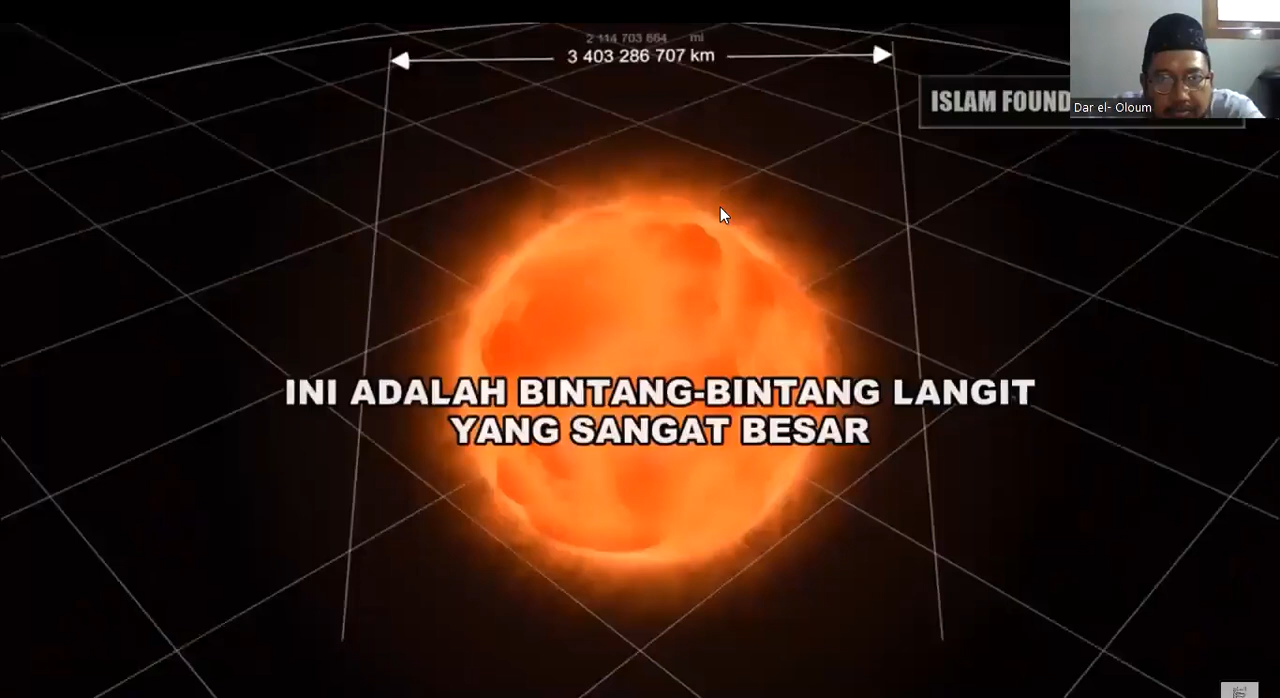 2 114 703 664 mi
3 403 286 707 km
ISLAM FOUND
Dar el- Oloum
INI ADALAH BINTANG-BINTANG LANGIT
YANG SANGAT BESAR